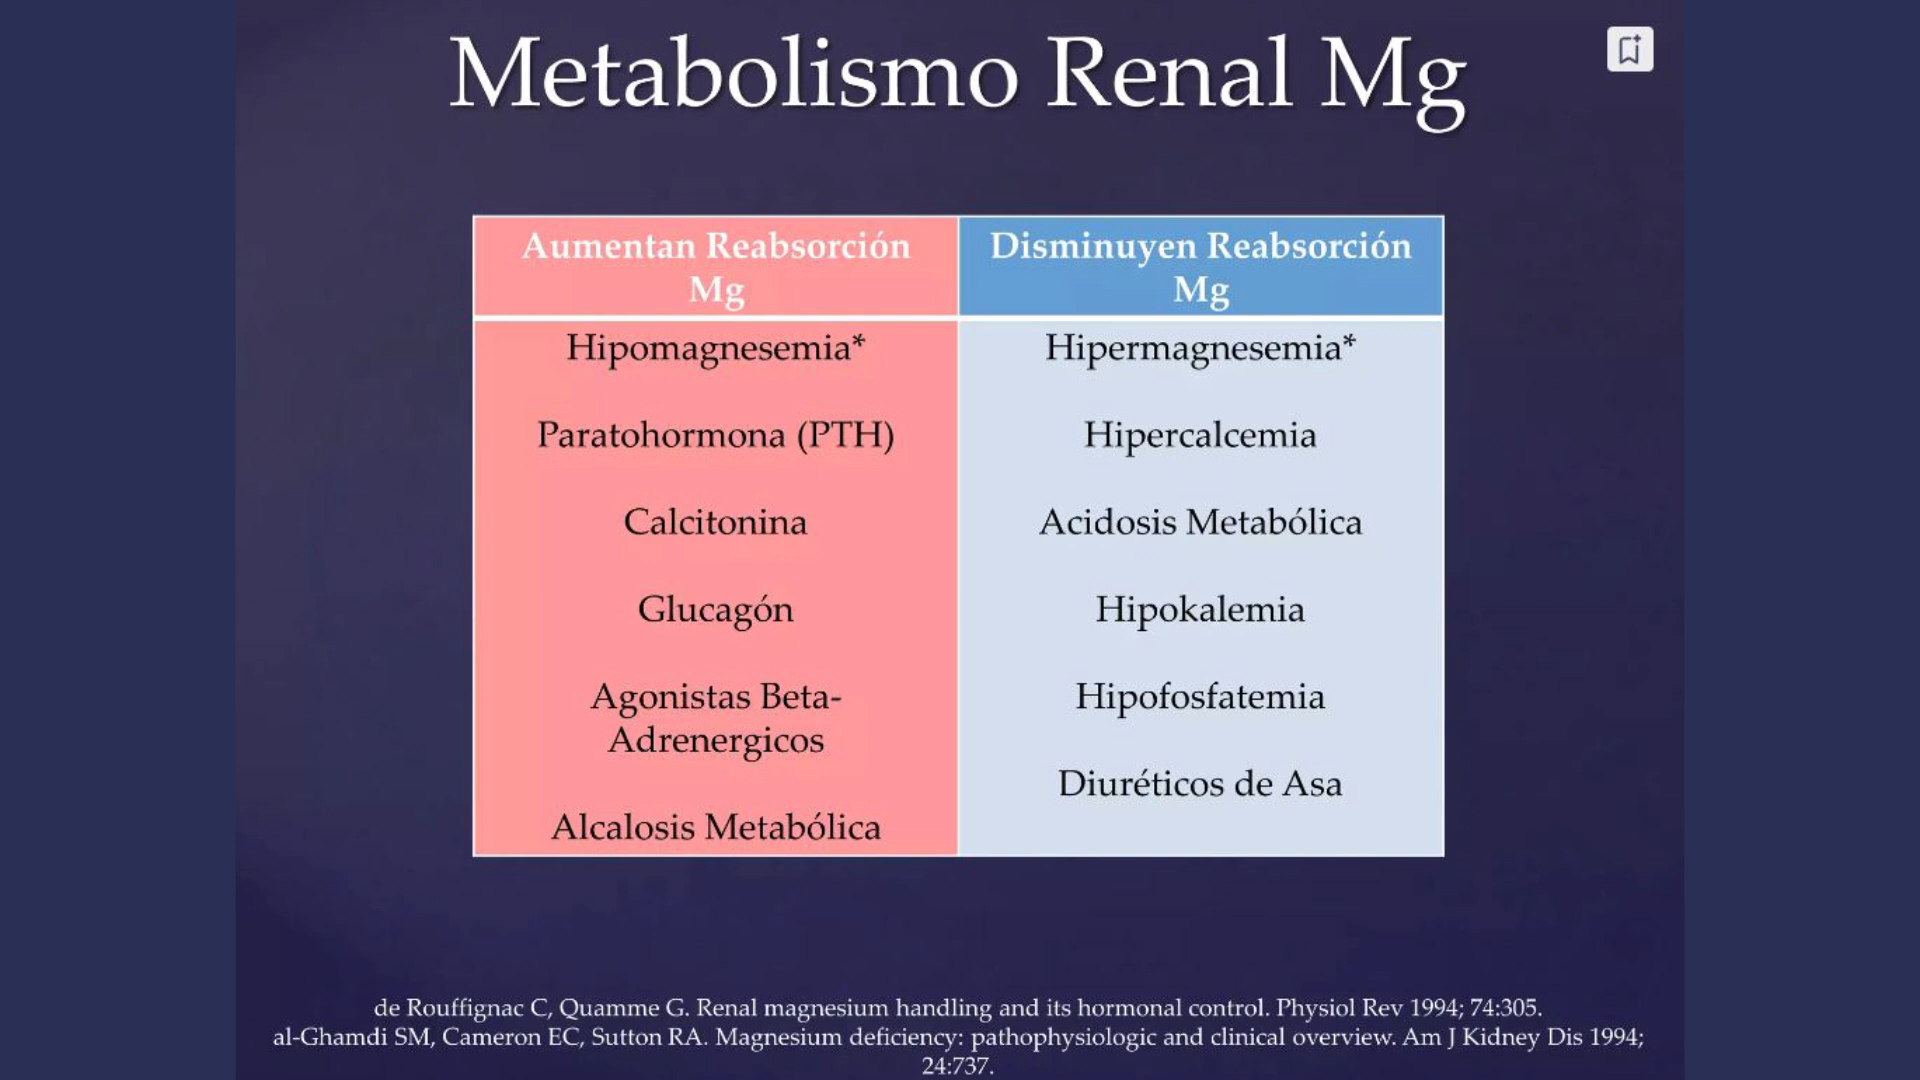 Metabolismo Renal Mg
Aumentan Reabsorción
Mg
Disminuyen Reabsorción
Mg
Hipomagnesemia*
Paratohormona (PTH)
Calcitonina
Glucagón
Agonistas Beta-
Adrenergicos
Alcalosis Metabólica
Hipermagnesemia*
Hipercalcemia
Acidosis Metabólica
Hipokalemia
Hipofosfatemia
Diuréticos de Asa
de Rouffignac C, Quamme G. Renal magnesium handling and its hormonal control. Physiol Rev 1994; 74:305.
al-Ghamdi SM, Cameron EC, Sutton RA. Magnesium deficiency: pathophysiologic and clinical overview. Am J Kidney Dis 1994;
24:737.